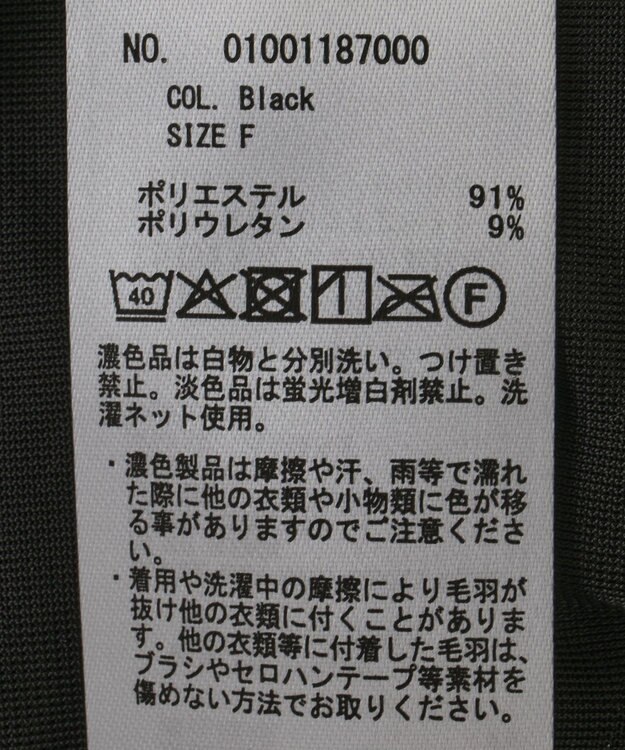 NO. 01001187000
COL. Black
SIZE F
ポリエステル 91%
ポリウレタン 9%
40 F
濃色品は白物と分別洗い。つけ置き
禁止。淡色品は蛍光増白剤禁止。洗
濯ネット使用。
・濃色製品は摩擦や汗、雨等で濡れ
た際に他の衣類や小物類に色が移
る事がありますのでご注意くださ
い。
・着用や洗濯中の摩擦により毛羽が
抜け他の衣類に付くことがありま
す。他の衣類等に付着した毛羽は、
ブラシやセロハンテープ等素材を
傷めない方法でお取りください。